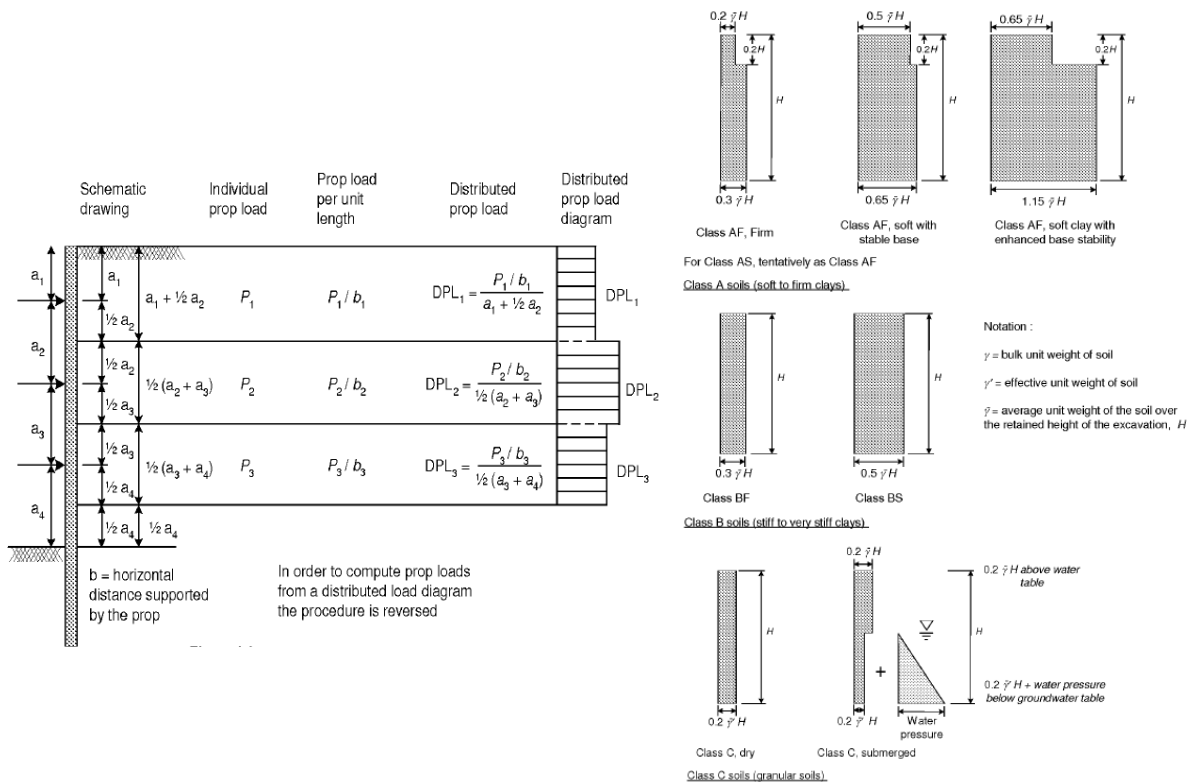 Schematic drawing
Individual prop load
Prop load per unit length
Distributed prop load
Distributed prop load diagram
a₁
a₂
a₃
a₄
a₁
½ a₂
½ a₂
½ a₃
½ a₃
½ a₄
½ a₄
a₁ + ½ a₂
P₁
P₁ / b₁
DPL₁ = (P₁ / b₁) / (a₁ + ½ a₂)
DPL₁
½ (a₂ + a₃)
P₂
P₂ / b₂
DPL₂ = (P₂ / b₂) / (½ (a₂ + a₃))
DPL₂
½ (a₃ + a₄)
P₃
P₃ / b₃
DPL₃ = (P₃ / b₃) / (½ (a₃ + a₄))
DPL₃
½ a₄
b = horizontal
distance supported
by the prop
In order to compute prop loads
from a distributed load diagram
the procedure is reversed
0.2 γ̄ H
0.2H
H
0.3 γ̄ H
Class AF, Firm
0.5 γ̄ H
0.2H
H
0.65 γ̄ H
Class AF, soft with
stable base
0.65 γ̄ H
0.2H
H
1.15 γ̄ H
Class AF, soft clay with
enhanced base stability
For Class AS, tentatively as Class AF
Class A soils (soft to firm clays)
H
0.3 γ̄ H
Class BF
H
0.5 γ̄ H
Class BS
Class B soils (stiff to very stiff clays)
Notation :
γ = bulk unit weight of soil
γ' = effective unit weight of soil
γ̄ = average unit weight of the soil over
the retained height of the excavation, H
H
0.2 γ̄ H
Class C, dry
0.2 γ̄ H
+
0.2 γ̄' H
Water
pressure
H
0.2 γ̄ H above water
table
0.2 γ̄' H + water pressure
below groundwater table
Class C, submerged
Class C soils (granular soils)